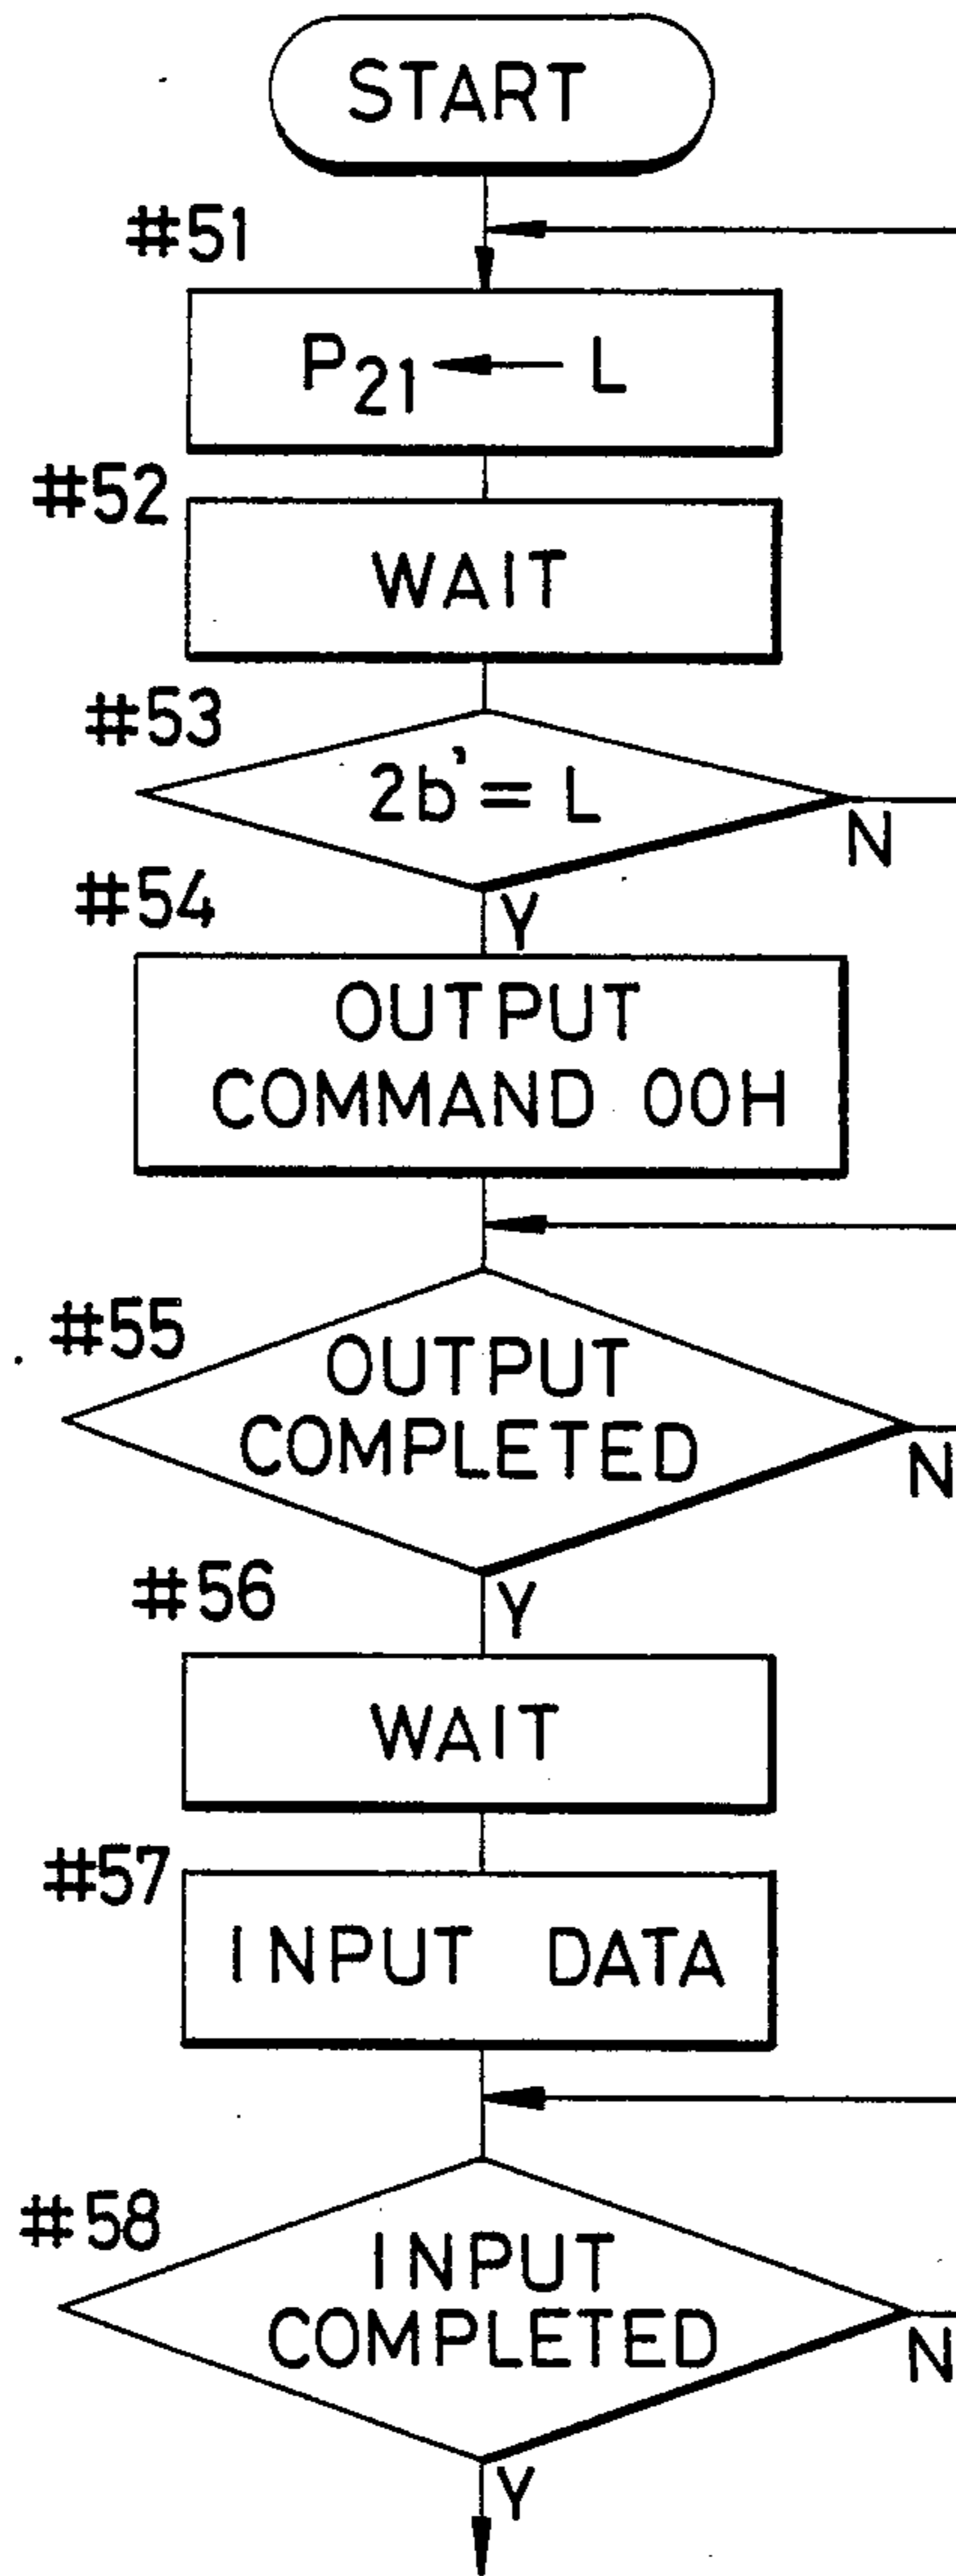 START
#51
P21 ← L
#52
WAIT
#53
2b' = L
N
#54
Y
OUTPUT
COMMAND 00H
#55
OUTPUT
COMPLETED
N
#56
Y
WAIT
#57
INPUT DATA
#58
INPUT
COMPLETED
N
Y